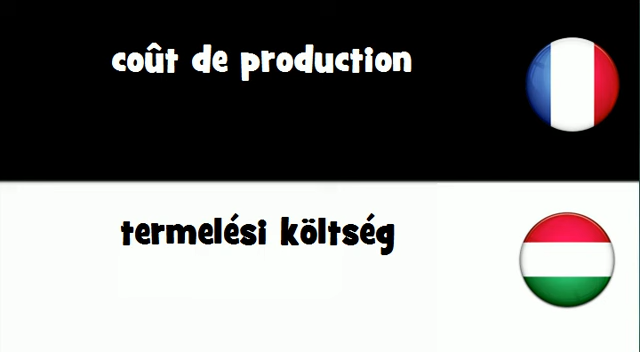 coût de production
termelési költség